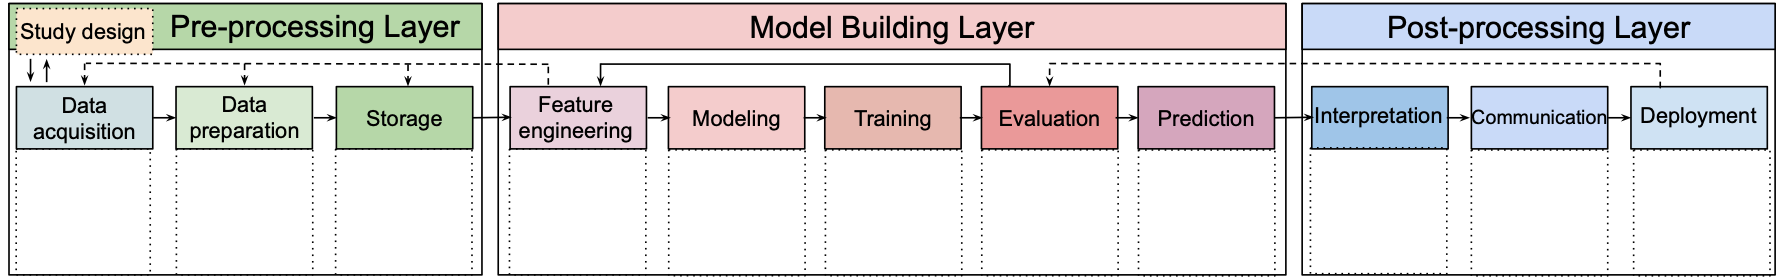 Study design
Pre-processing Layer
Model Building Layer
Post-processing Layer
Data
acquisition
Data
preparation
Storage
Feature
engineering
Modeling
Training
Evaluation
Prediction
Interpretation
Communication
Deployment